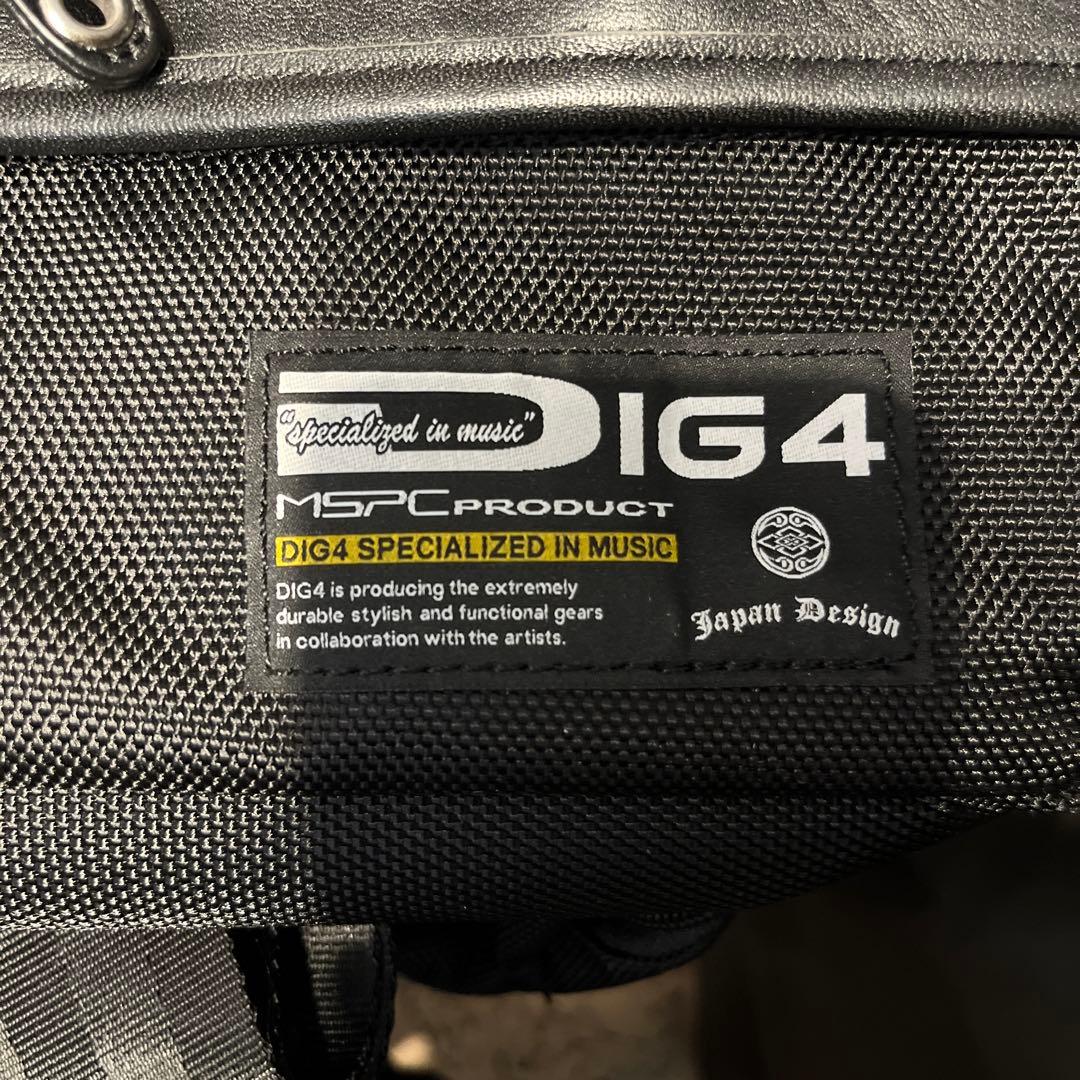 DIG4
"specialized in music"
MSPC PRODUCT
DIG4 SPECIALIZED IN MUSIC
DIG4 is producing the extremely
durable stylish and functional gears
in collaboration with the artists.
Japan Design